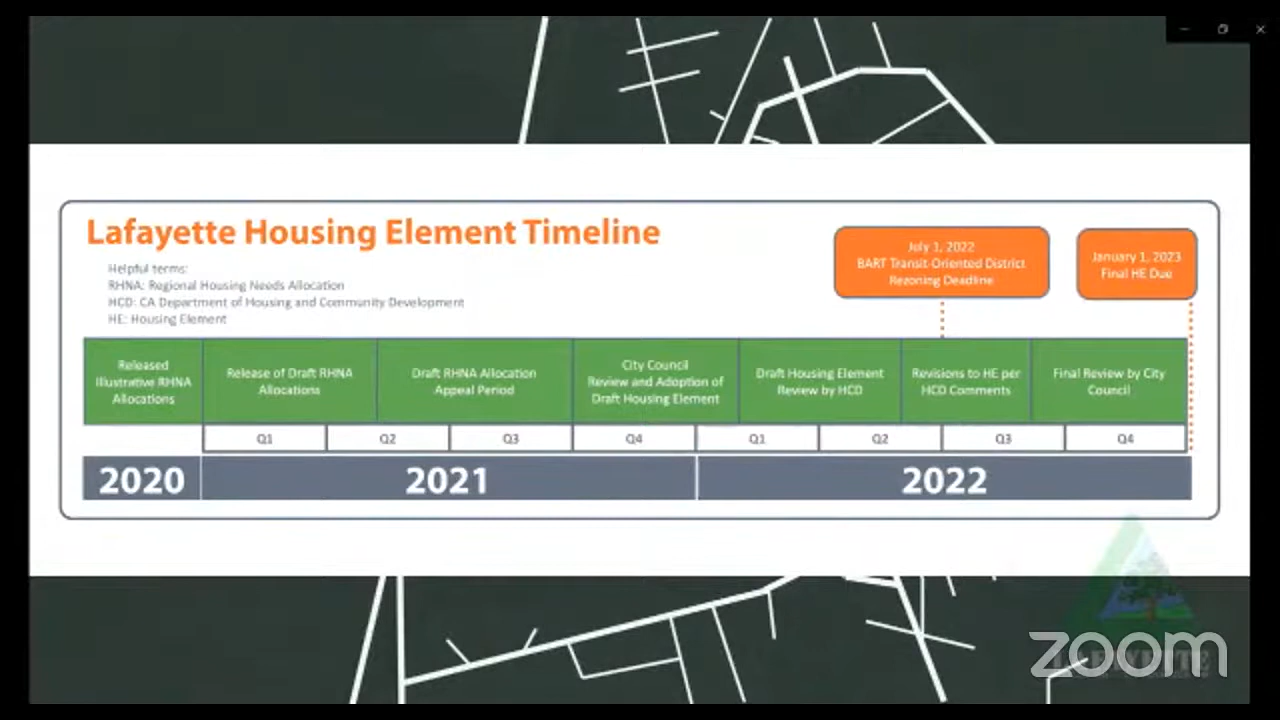 Lafayette Housing Element Timeline
Helpful terms:
RHNA: Regional Housing Needs Allocation
HCD: CA Department of Housing and Community Development
HE: Housing Element
July 1, 2022
BART Transit-Oriented District
Rezoning Deadline
January 1, 2023
Final HE Due
Released
Illustrative RHNA
Allocations
Release of Draft RHNA
Allocations
Draft RHNA Allocation
Appeal Period
City Council
Review and Adoption of
Draft Housing Element
Draft Housing Element
Review by HCD
Revisions to HE per
HCD Comments
Final Review by City
Council
Q1 Q2 Q3 Q4 Q1 Q2 Q3 Q4
2020 2021 2022
zoom
LAFAYETTE